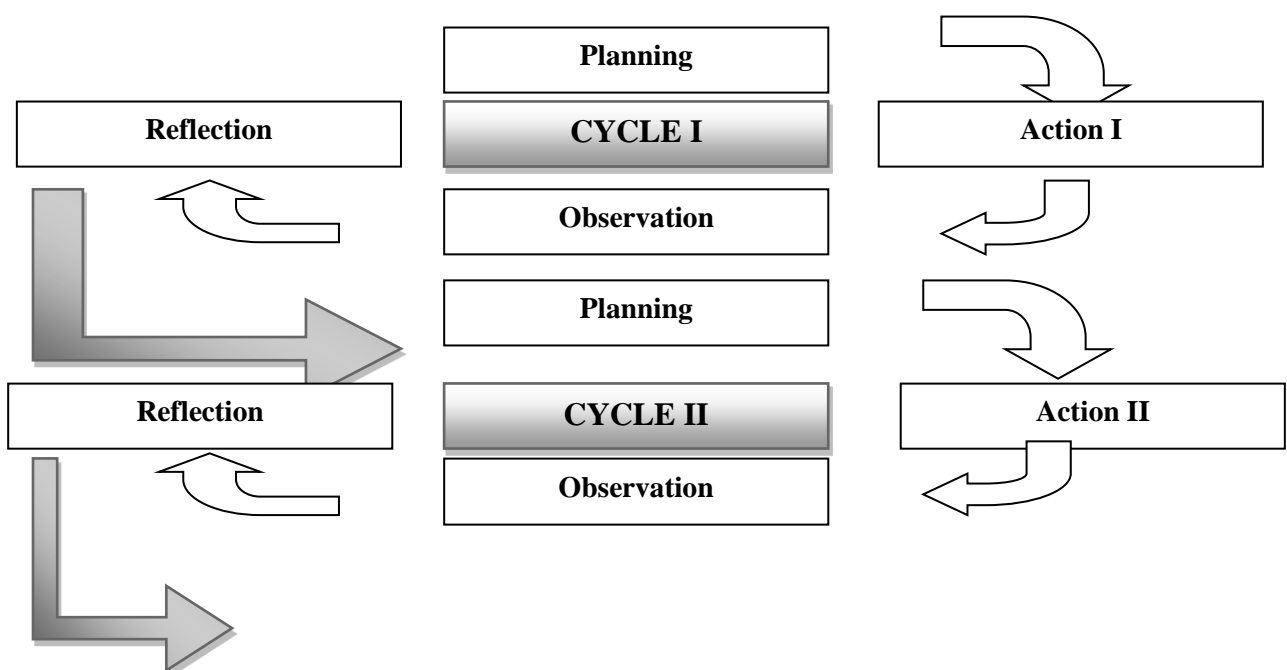 Planning
Reflection
CYCLE I
Action I
Observation
Planning
Reflection
CYCLE II
Action II
Observation